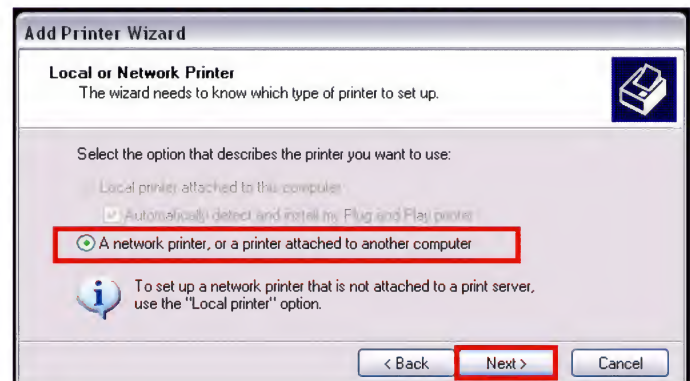 Add Printer Wizard
Local or Network Printer
The wizard needs to know which type of printer to set up.
Select the option that describes the printer you want to use:
Local printer attached to this computer
Automatically detect and install my Plug and Play printer
A network printer, or a printer attached to another computer
To set up a network printer that is not attached to a print server,
use the "Local printer" option.
< Back
Next >
Cancel